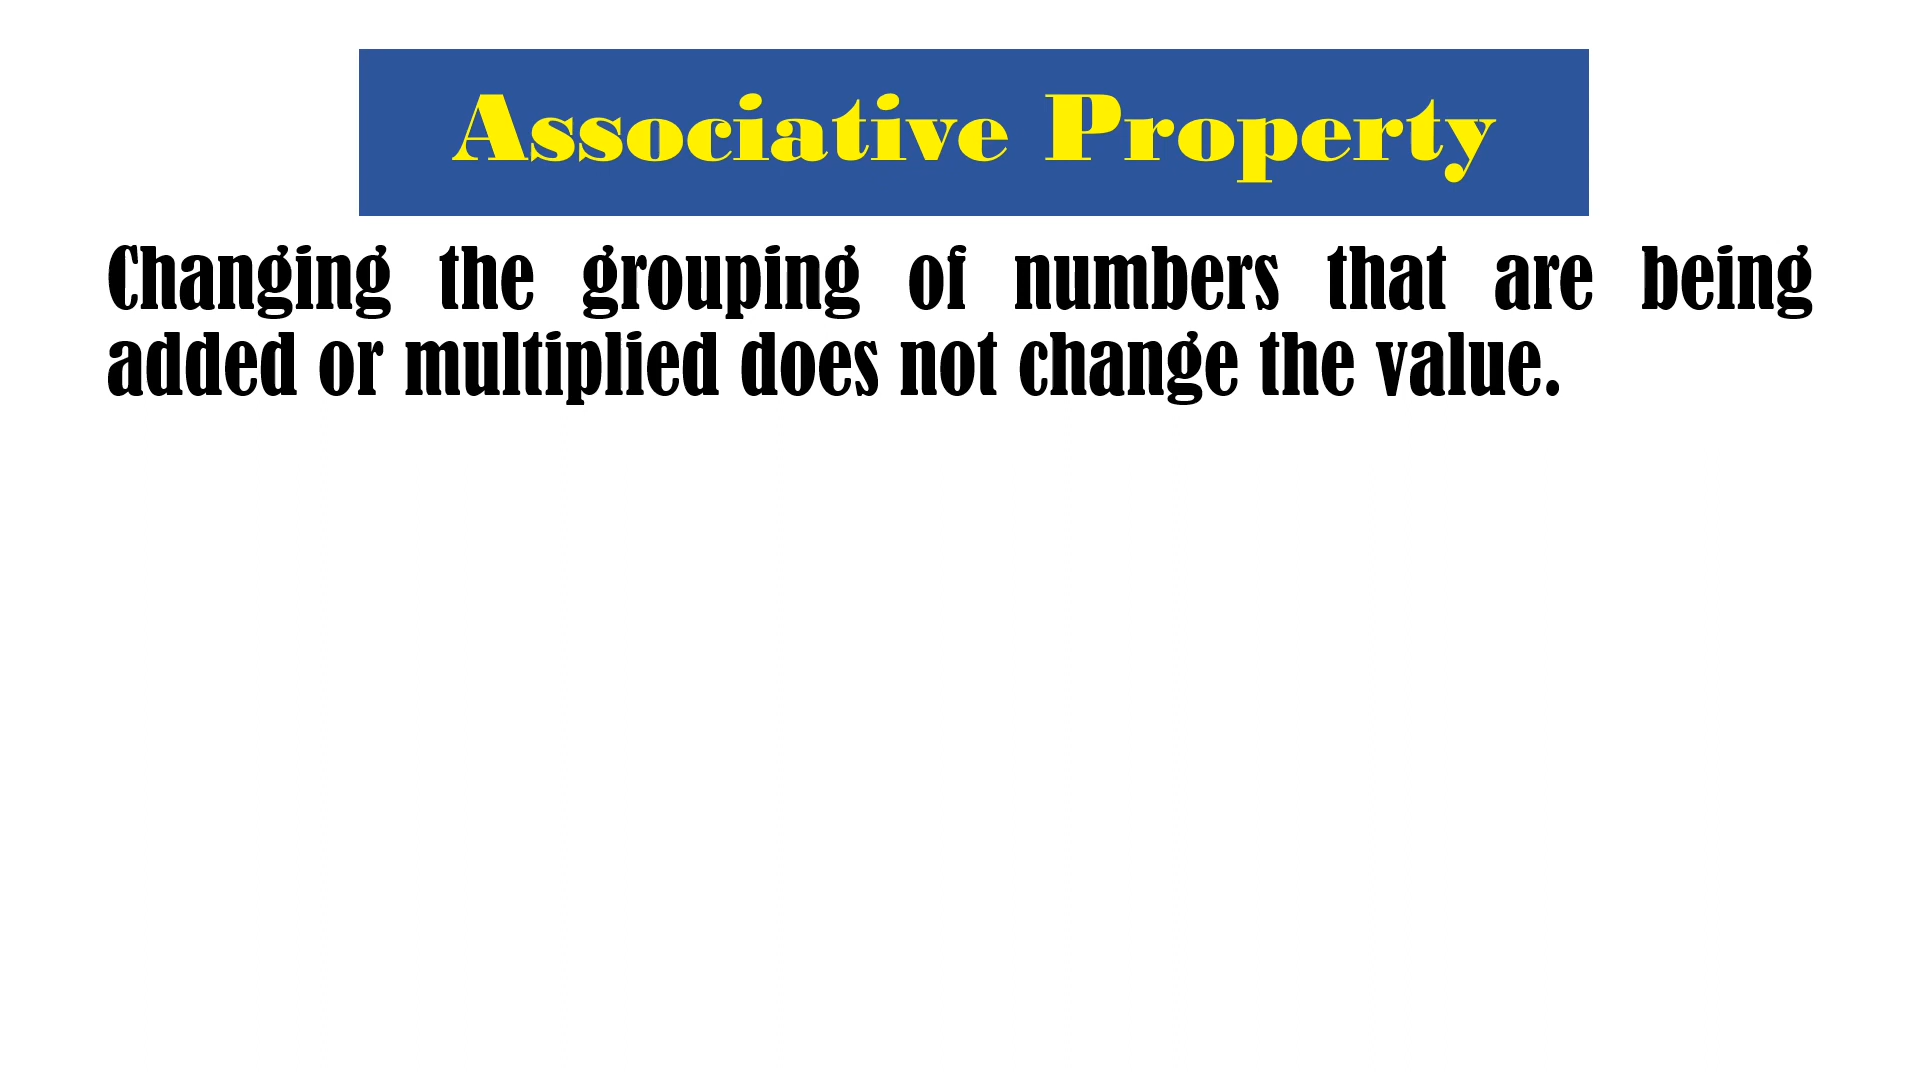 Associative Property
Changing the grouping of numbers that are being
added or multiplied does not change the value.